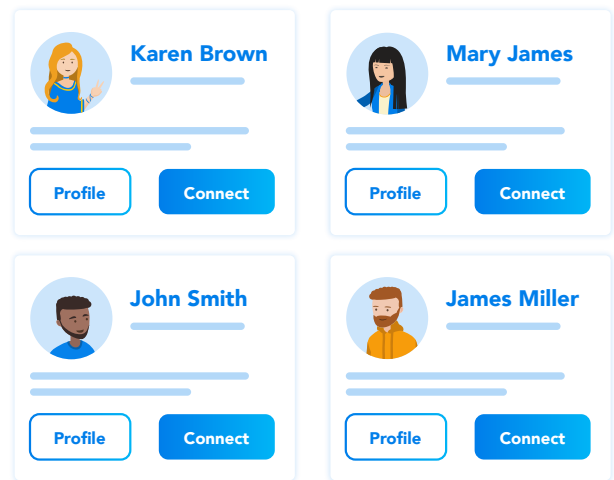 Karen Brown
Profile
Connect
Mary James
Profile
Connect
John Smith
Profile
Connect
James Miller
Profile
Connect